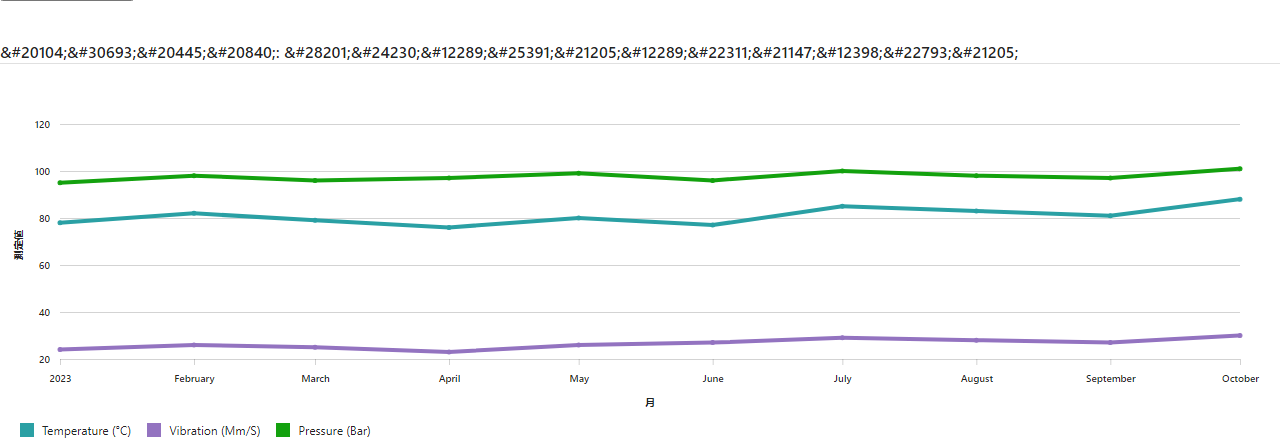 &#20104;&#30693;&#20445;&#20840;: &#28201;&#24230;&#12289;&#25391;&#21205;&#12289;&#22311;&#21147;&#12398;&#22793;&#21205;
120
100
80
60
40
20
測定値
2023 February March April May June July August September October
月
Temperature (°C) Vibration (Mm/S) Pressure (Bar)